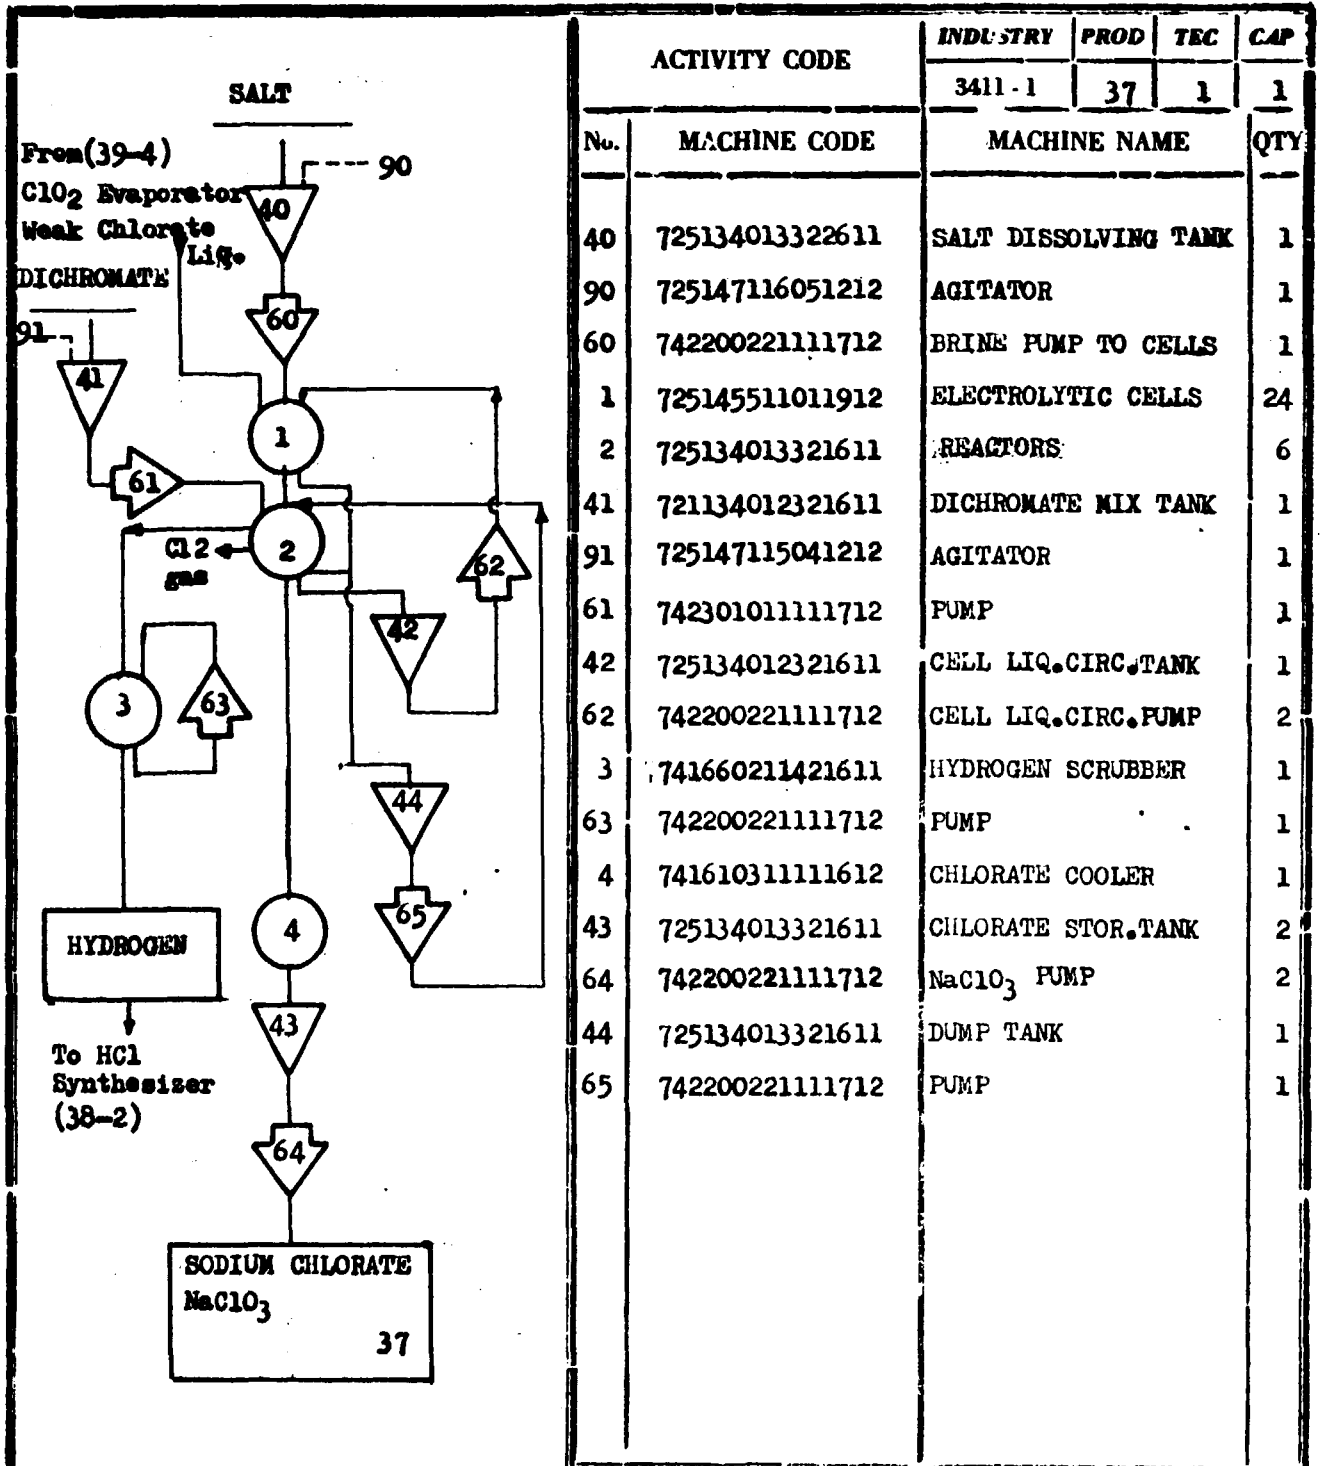 SALT
From(39-4)
ClO2 Evaporator
Weak Chlorate
Liq.
DICHROMATE
90
40
91
60
41
1
61
2
Cl2
gas
62
42
3
63
44
65
4
HYDROGEN
43
To HCl
Synthesizer
(38-2)
64
SODIUM CHLORATE
NaClO3
37
ACTIVITY CODE INDUSTRY PROD TEC CAP
3411-1 37 1 1
No. MACHINE CODE MACHINE NAME QTY
40 725134013322611 SALT DISSOLVING TANK 1
90 725147116051212 AGITATOR 1
60 742200221111712 BRINE PUMP TO CELLS 1
1 725145511011912 ELECTROLYTIC CELLS 24
2 725134013321611 REACTORS 6
41 721134012321611 DICHROMATE MIX TANK 1
91 725147115041212 AGITATOR 1
61 742301011111712 PUMP 1
42 725134012321611 CELL LIQ.CIRC.TANK 1
62 742200221111712 CELL LIQ.CIRC.PUMP 2
3 741660211421611 HYDROGEN SCRUBBER 1
63 742200221111712 PUMP 1
4 741610311111612 CHLORATE COOLER 1
43 725134013321611 CHLORATE STOR.TANK 2
64 742200221111712 NaClO3 PUMP 2
44 725134013321611 DUMP TANK 1
65 742200221111712 PUMP 1